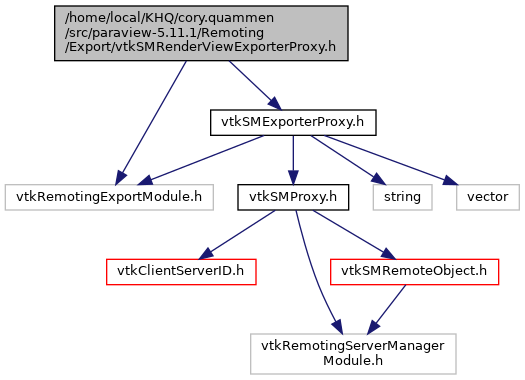 /home/local/KHQ/cory.quammen
/src/paraview-5.11.1/Remoting
/Export/vtkSMRenderViewExporterProxy.h
vtkSMExporterProxy.h
vtkRemotingExportModule.h
vtkSMProxy.h
string
vector
vtkClientServerID.h
vtkSMRemoteObject.h
vtkRemotingServerManager
Module.h